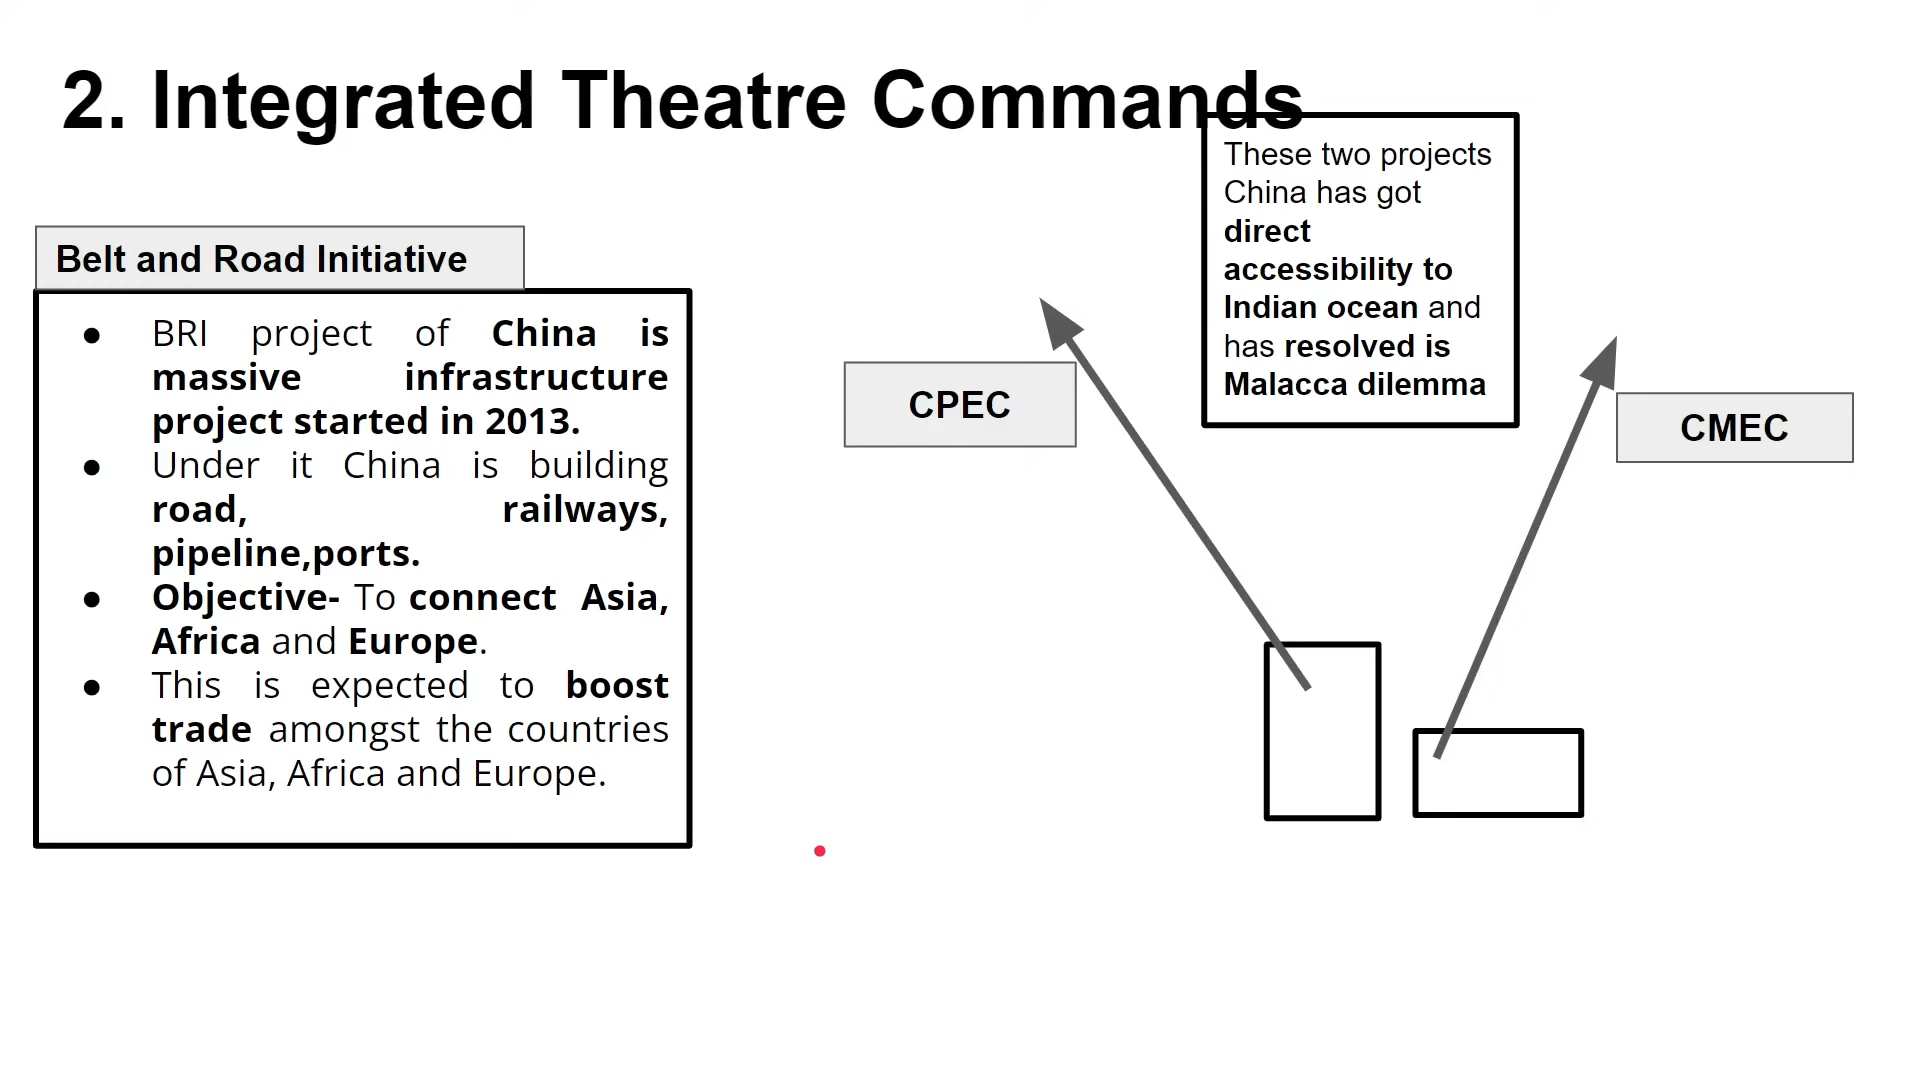 2. Integrated Theatre Commands
Belt and Road Initiative
● BRI project of China is
massive infrastructure
project started in 2013.
● Under it China is building
road, railways,
pipeline,ports.
● Objective- To connect Asia,
Africa and Europe.
● This is expected to boost
trade amongst the countries
of Asia, Africa and Europe.
CPEC
These two projects
China has got
direct
accessibility to
Indian ocean and
has resolved is
Malacca dilemma
CMEC